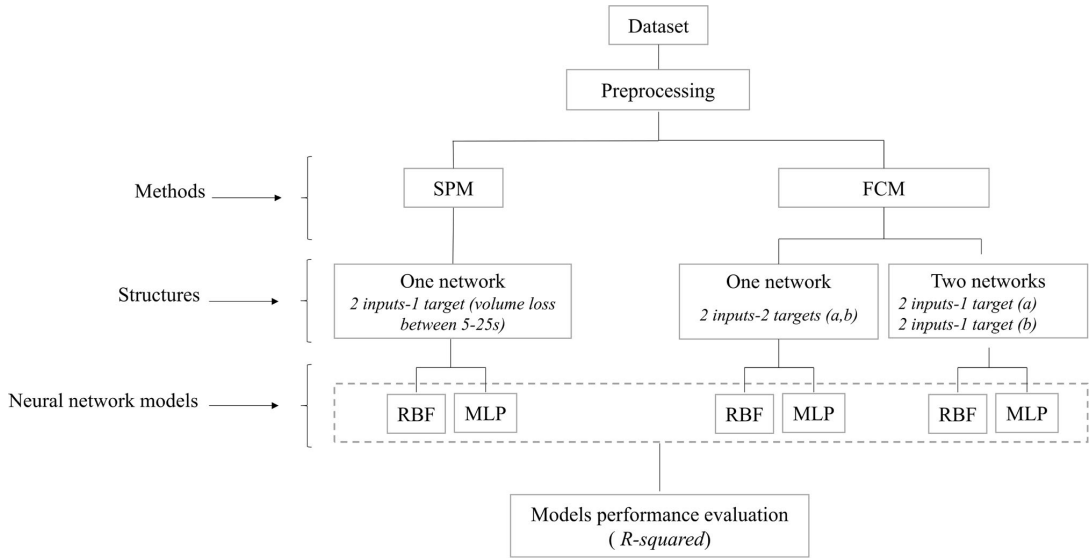 Dataset
Preprocessing
Methods
SPM
FCM
Structures
One network
2 inputs-1 target (volume loss
between 5-25s)
One network
2 inputs-2 targets (a,b)
Two networks
2 inputs-1 target (a)
2 inputs-1 target (b)
Neural network models
RBF
MLP
RBF
MLP
RBF
MLP
Models performance evaluation
( R-squared)